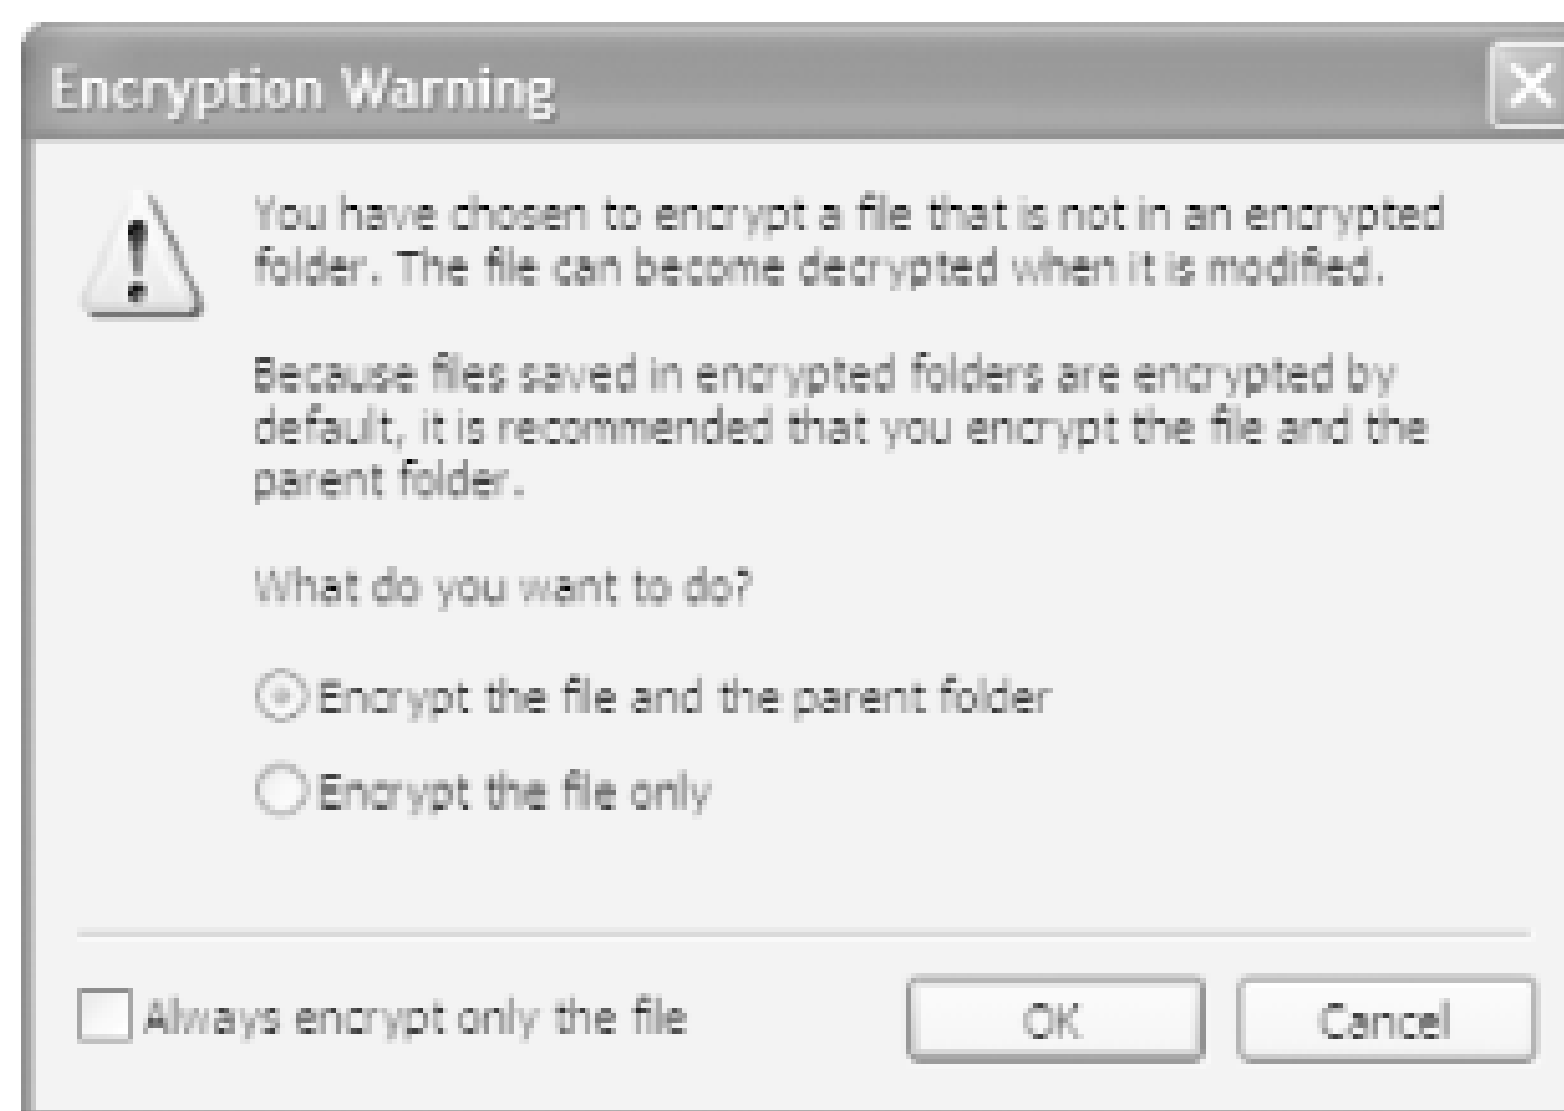 Encryption Warning
You have chosen to encrypt a file that is not in an encrypted
folder. The file can become decrypted when it is modified.
Because files saved in encrypted folders are encrypted by
default, it is recommended that you encrypt the file and the
parent folder.
What do you want to do?
Encrypt the file and the parent folder
Encrypt the file only
Always encrypt only the file
OK
Cancel